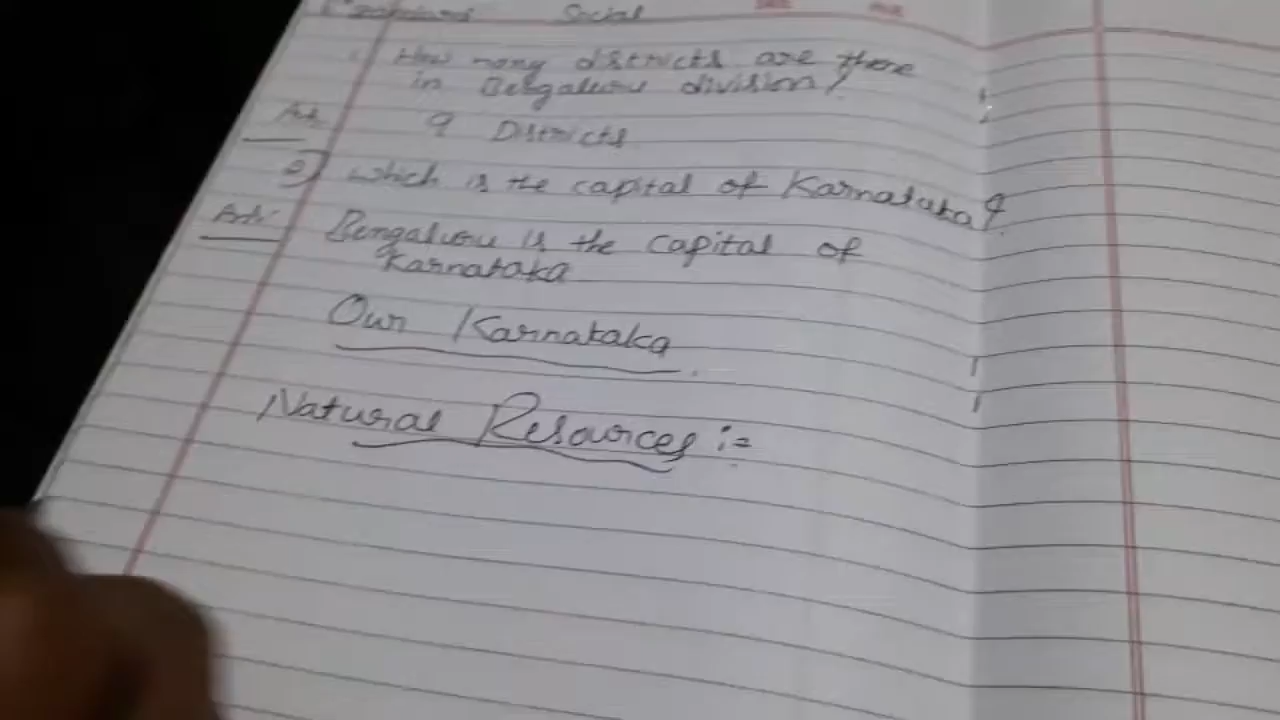 Social
How many districts are there
in Bengaluru division?
Ans
9 Districts
2) which is the capital of Karnataka?
Ans:
Bengaluru is the capital of
Karnataka
Our Karnataka
Natural Resources :-